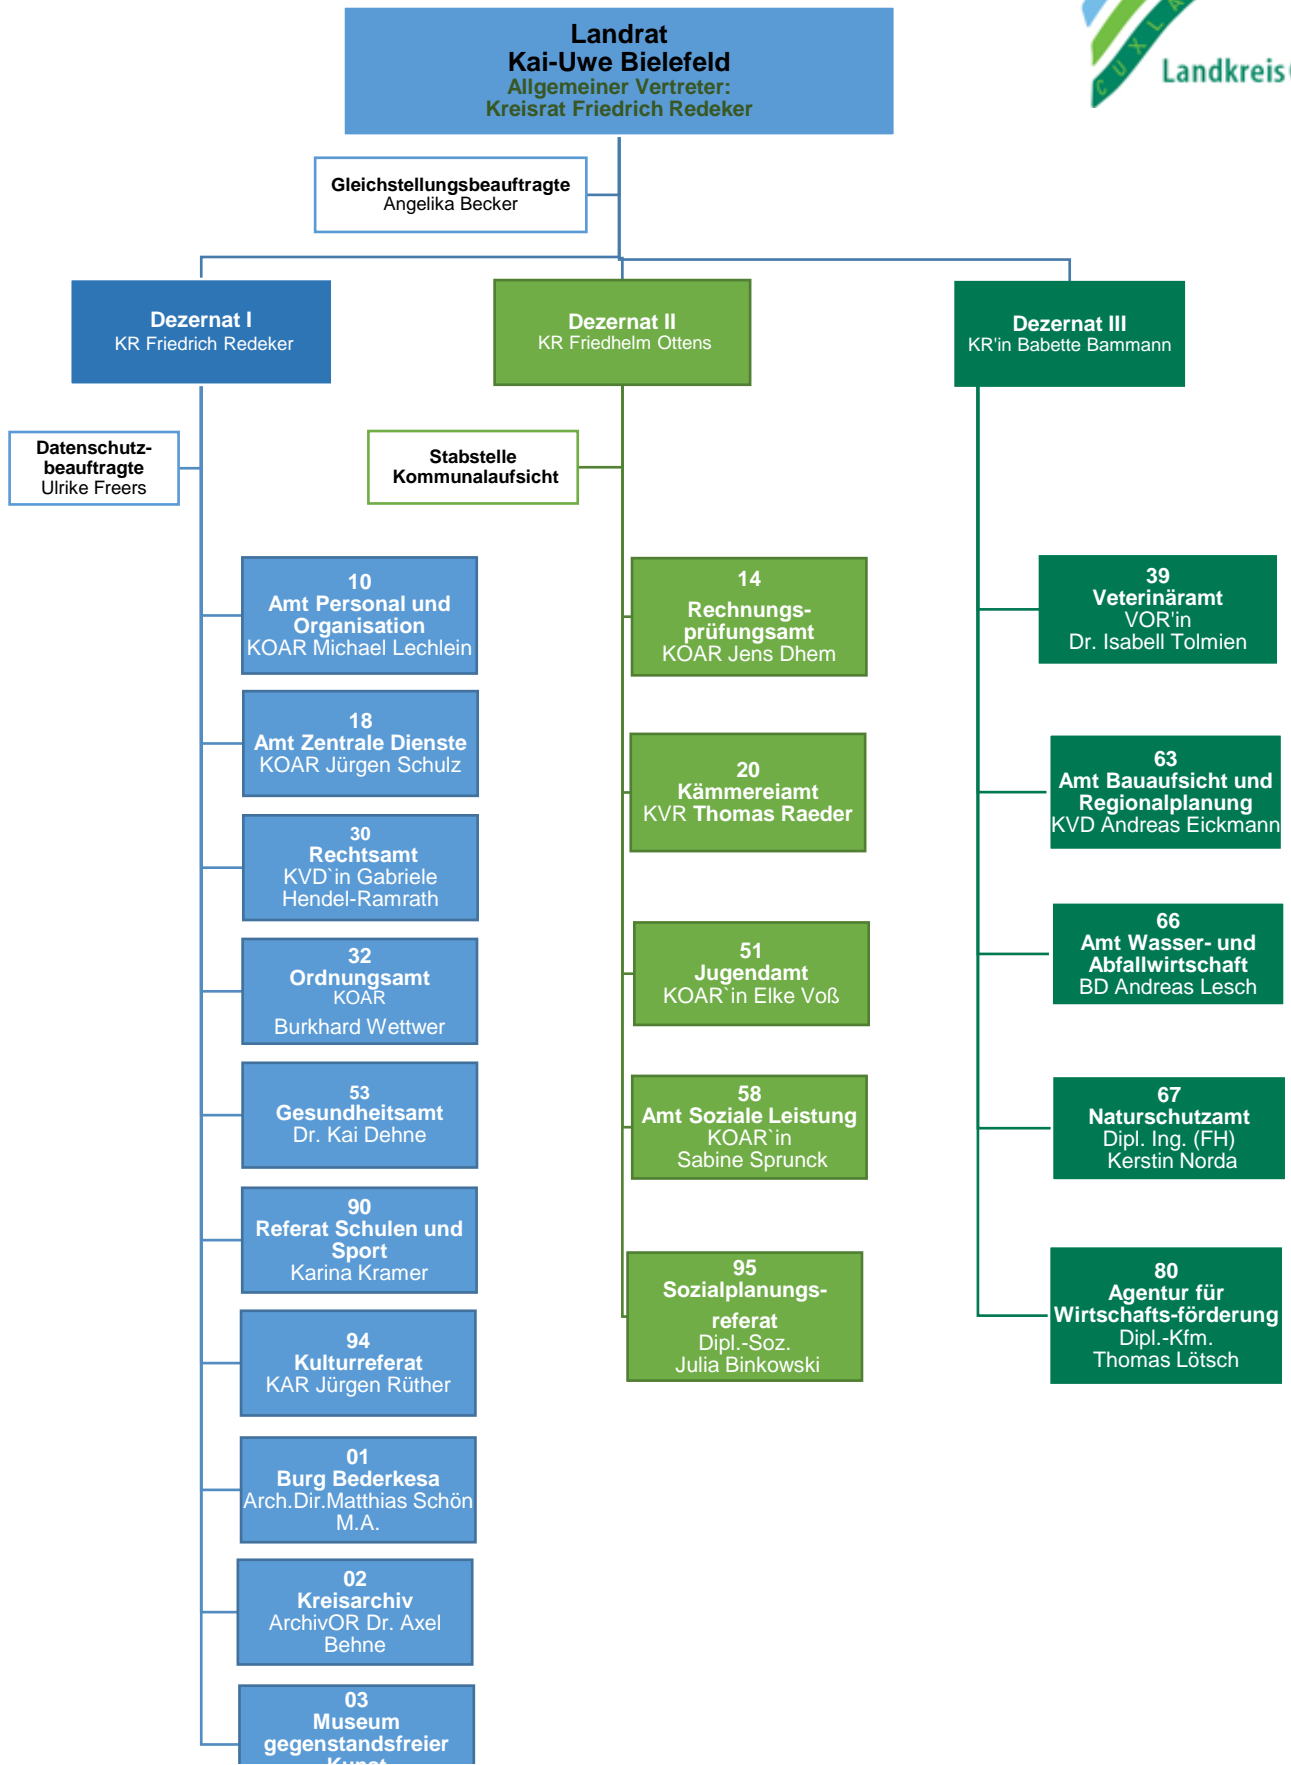 Landrat
Kai-Uwe Bielefeld
Allgemeiner Vertreter:
Kreisrat Friedrich Redeker
CUXLA
Landkreis
Gleichstellungsbeauftragte
Angelika Becker
Dezernat I
KR Friedrich Redeker
Dezernat II
KR Friedhelm Ottens
Dezernat III
KR'in Babette Bammann
Datenschutz-
beauftragte
Ulrike Freers
Stabstelle
Kommunalaufsicht
10
Amt Personal und
Organisation
KOAR Michael Lechlein
18
Amt Zentrale Dienste
KOAR Jürgen Schulz
30
Rechtsamt
KVD`in Gabriele
Hendel-Ramrath
32
Ordnungsamt
KOAR
Burkhard Wettwer
53
Gesundheitsamt
Dr. Kai Dehne
90
Referat Schulen und
Sport
Karina Kramer
94
Kulturreferat
KAR Jürgen Rüther
01
Burg Bederkesa
Arch.Dir.Matthias Schön
M.A.
02
Kreisarchiv
ArchivOR Dr. Axel
Behne
03
Museum
gegenstandsfreier
Kunst
14
Rechnungs-
prüfungsamt
KOAR Jens Dhem
20
Kämmereiamt
KVR Thomas Raeder
51
Jugendamt
KOAR`in Elke Voß
58
Amt Soziale Leistung
KOAR`in
Sabine Sprunck
95
Sozialplanungs-
referat
Dipl.-Soz.
Julia Binkowski
39
Veterinäramt
VOR'in
Dr. Isabell Tolmien
63
Amt Bauaufsicht und
Regionalplanung
KVD Andreas Eickmann
66
Amt Wasser- und
Abfallwirtschaft
BD Andreas Lesch
67
Naturschutzamt
Dipl. Ing. (FH)
Kerstin Norda
80
Agentur für
Wirtschafts-förderung
Dipl.-Kfm.
Thomas Lötsch